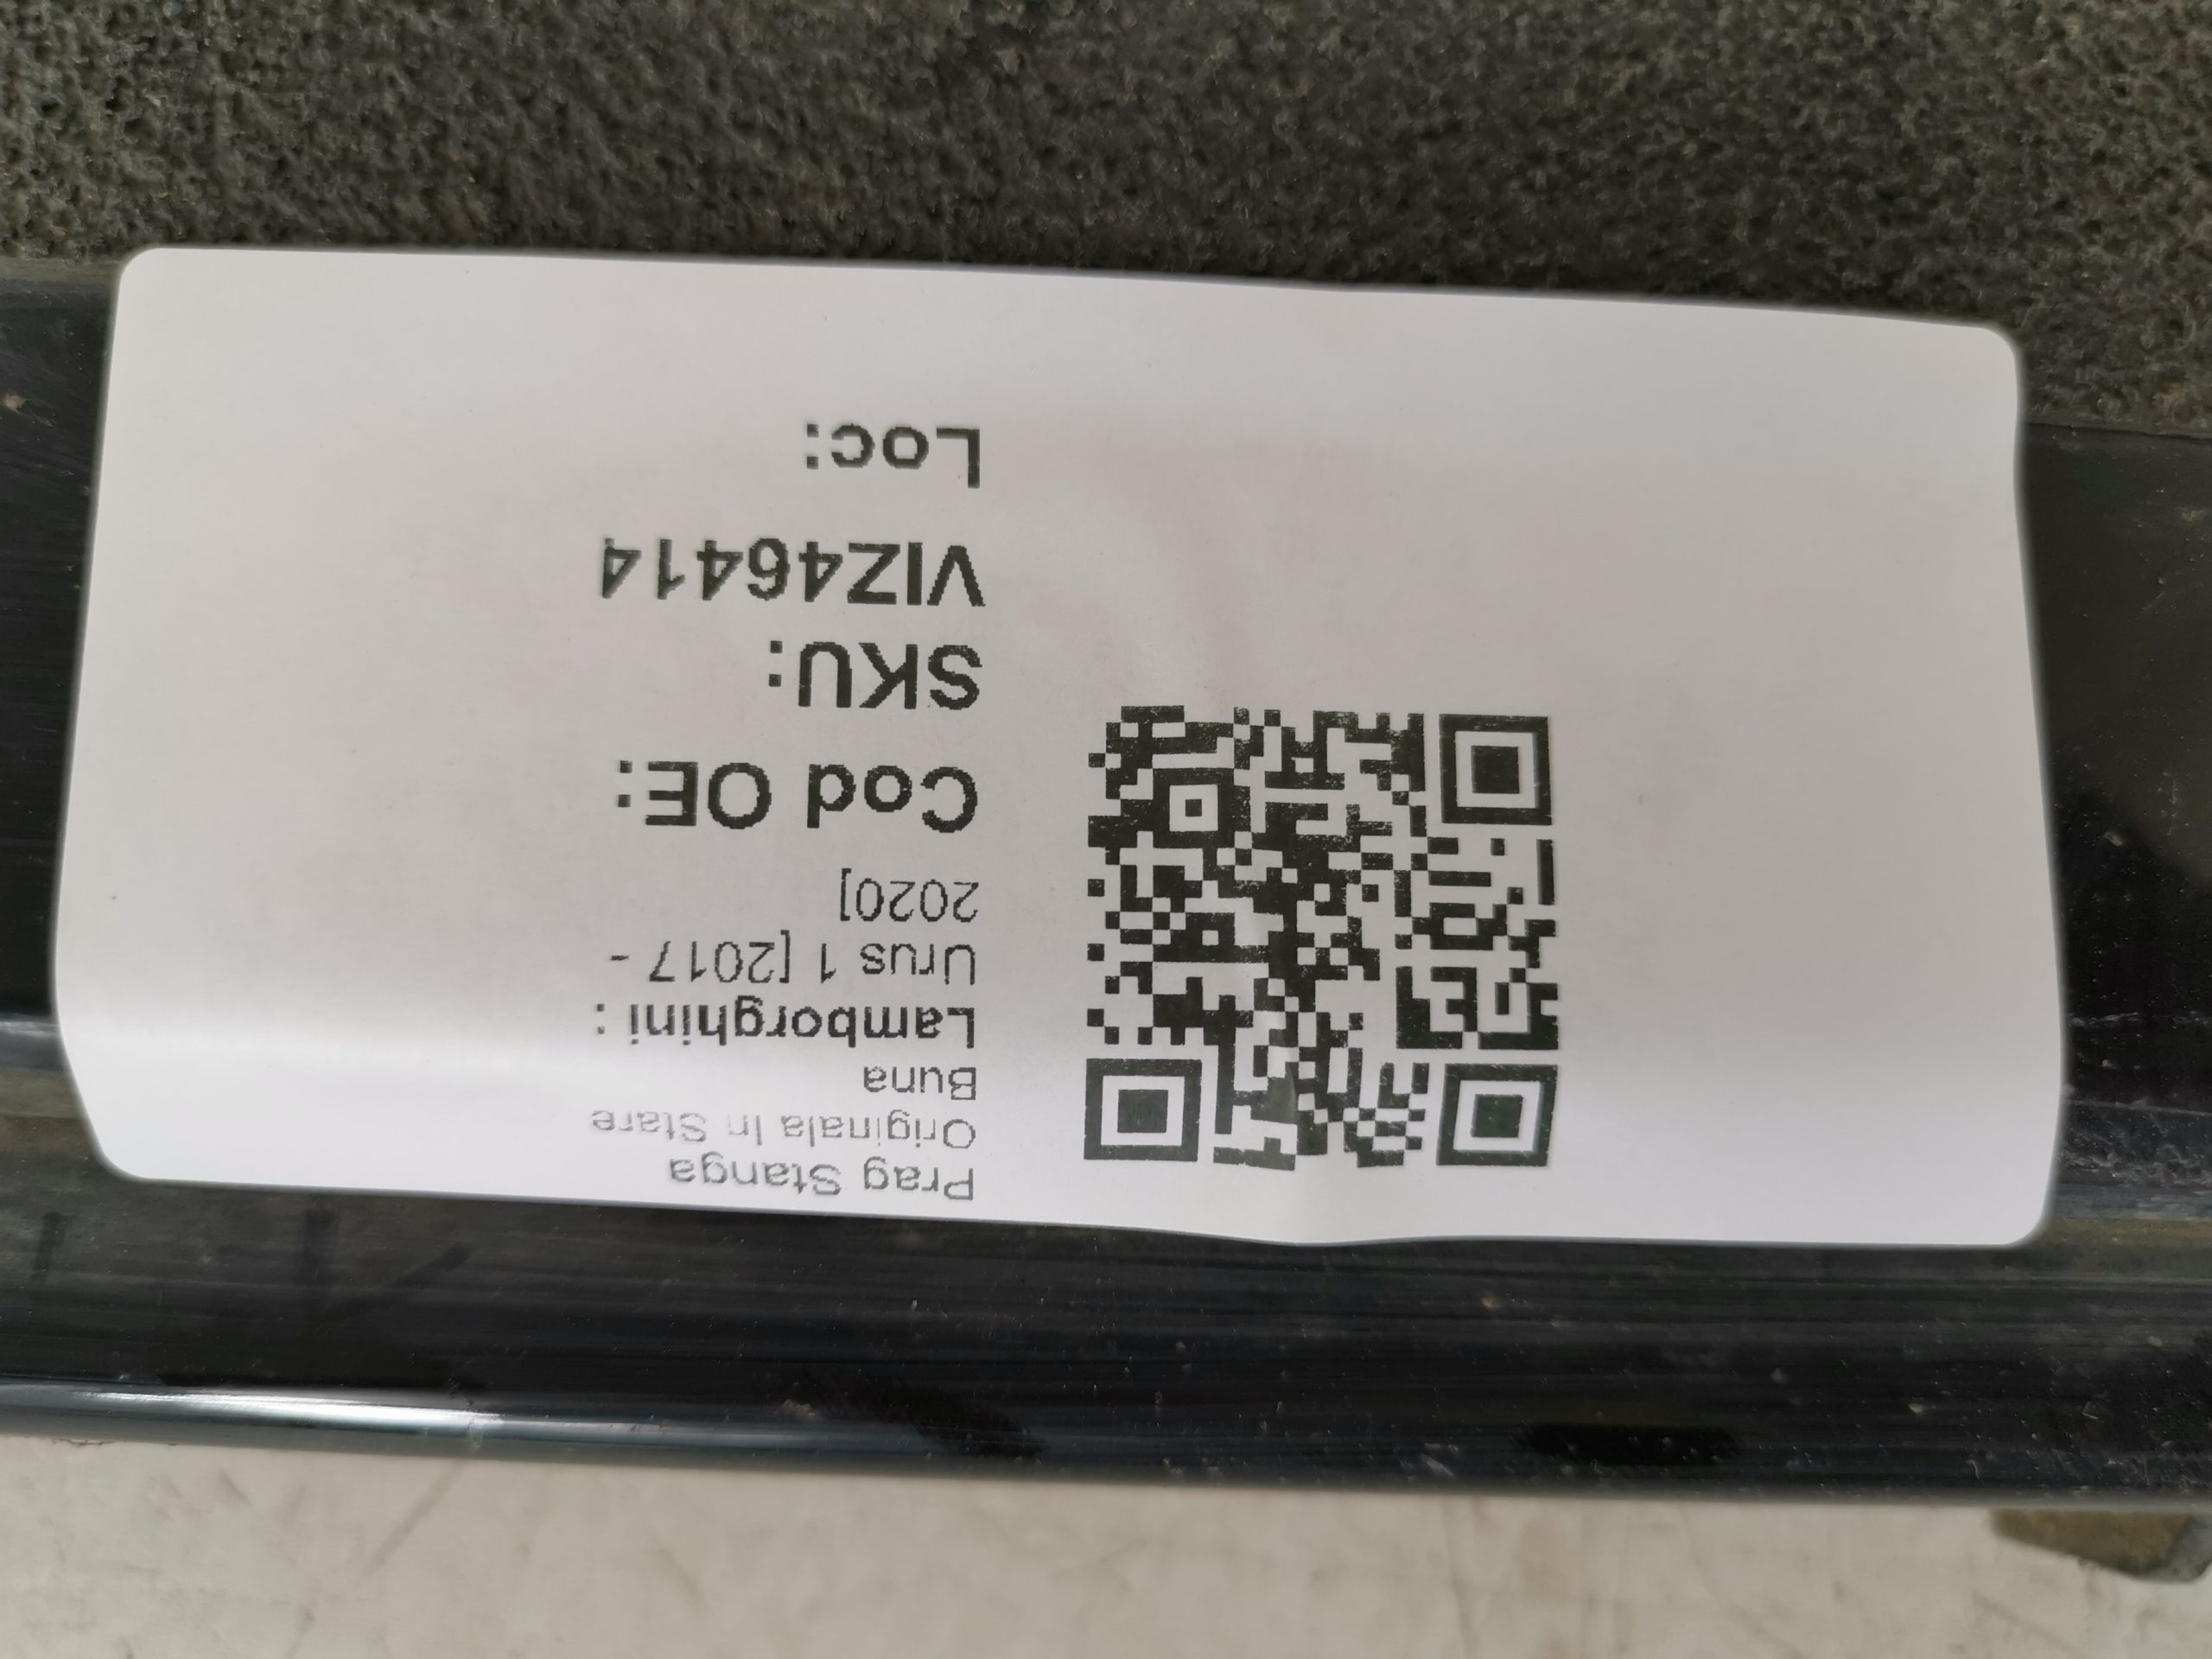 Prag Stanga
Originala In Stare
Buna
Lamborghini :
Urus 1 [2017 -
2020]
Cod OE:
SKU:
VIZ46414
Loc: